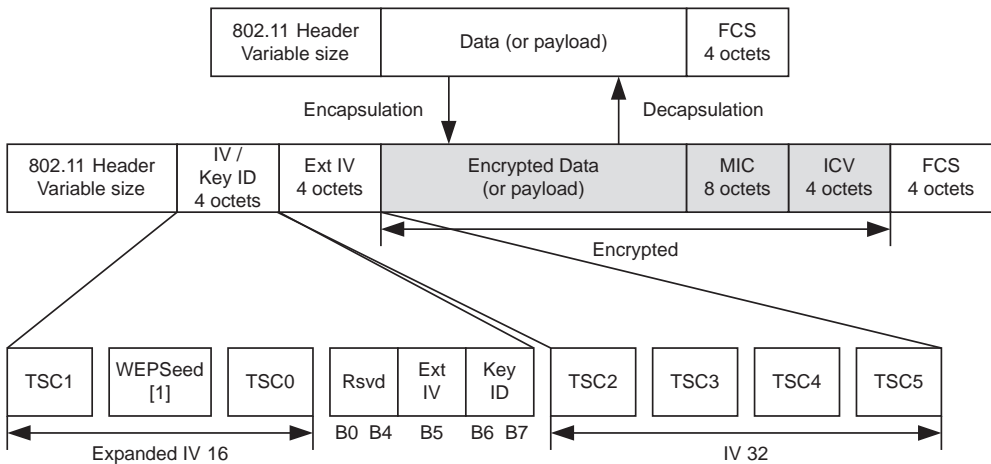 802.11 Header
Variable size
Data (or payload)
FCS
4 octets
Encapsulation
Decapsulation
802.11 Header
Variable size
IV /
Key ID
4 octets
Ext IV
4 octets
Encrypted Data
(or payload)
MIC
8 octets
ICV
4 octets
FCS
4 octets
Encrypted
TSC1
WEPSeed
[1]
TSC0
Rsvd
Ext
IV
Key
ID
TSC2
TSC3
TSC4
TSC5
B0 B4
B5
B6 B7
Expanded IV 16
IV 32